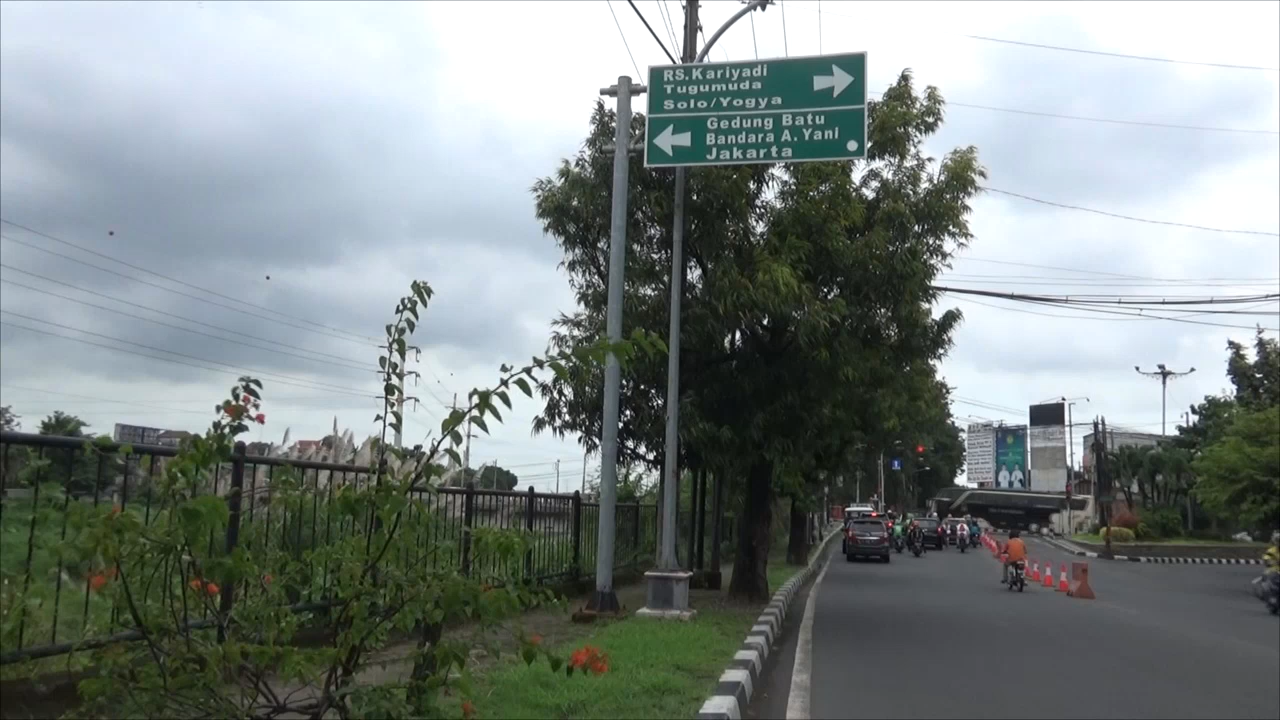 RS.Kariyadi
Tugumuda
Solo/Yogya
Gedung Batu
Bandara A. Yani
Jakarta